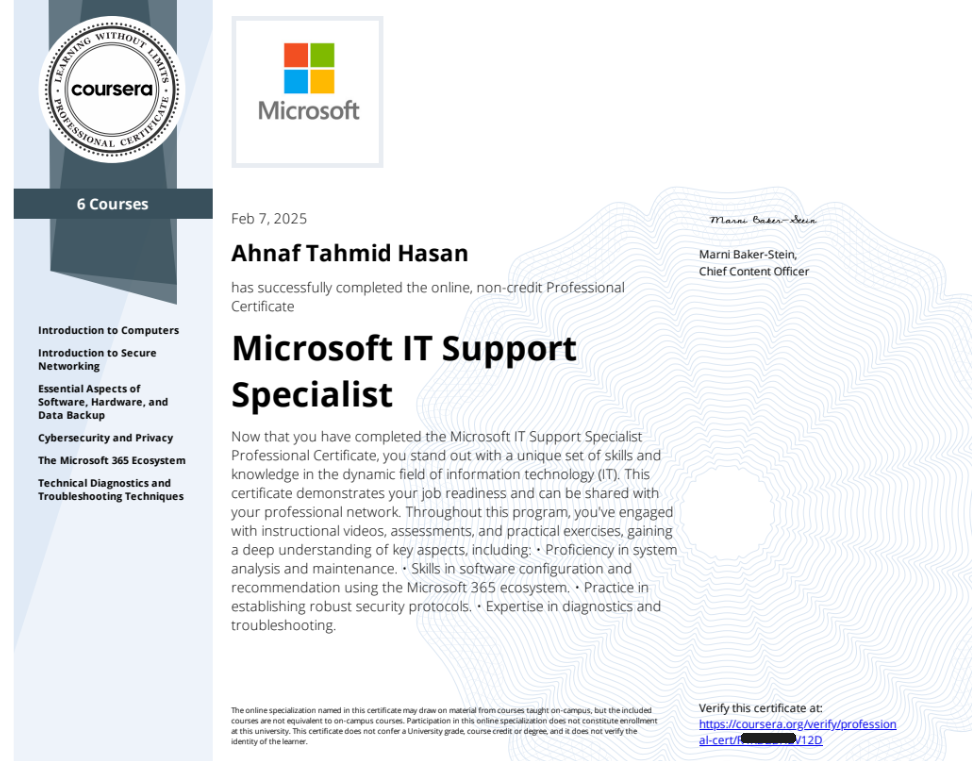 LEARNING WITHOUT LIMITS
coursera
PROFESSIONAL CERTIFICATE
6 Courses
Introduction to Computers
Introduction to Secure
Networking
Essential Aspects of
Software, Hardware, and
Data Backup
Cybersecurity and Privacy
The Microsoft 365 Ecosystem
Technical Diagnostics and
Troubleshooting Techniques
Microsoft
Feb 7, 2025
Ahnaf Tahmid Hasan
has successfully completed the online, non-credit Professional
Certificate
Microsoft IT Support
Specialist
Now that you have completed the Microsoft IT Support Specialist
Professional Certificate, you stand out with a unique set of skills and
knowledge in the dynamic field of information technology (IT). This
certificate demonstrates your job readiness and can be shared with
your professional network. Throughout this program, you've engaged
with instructional videos, assessments, and practical exercises, gaining
a deep understanding of key aspects, including: • Proficiency in system
analysis and maintenance. • Skills in software configuration and
recommendation using the Microsoft 365 ecosystem. • Practice in
establishing robust security protocols. • Expertise in diagnostics and
troubleshooting.
The online specialization named in this certificate may draw on material from courses taught on-campus, but the included
courses are not equivalent to on-campus courses. Participation in this online specialization does not constitute enrollment
at this university. This certificate does not confer a University grade, course credit or degree, and it does not verify the
identity of the learner.
Marni Baker-Stein
Marni Baker-Stein,
Chief Content Officer
Verify this certificate at:
https://coursera.org/verify/profession
al-cert/